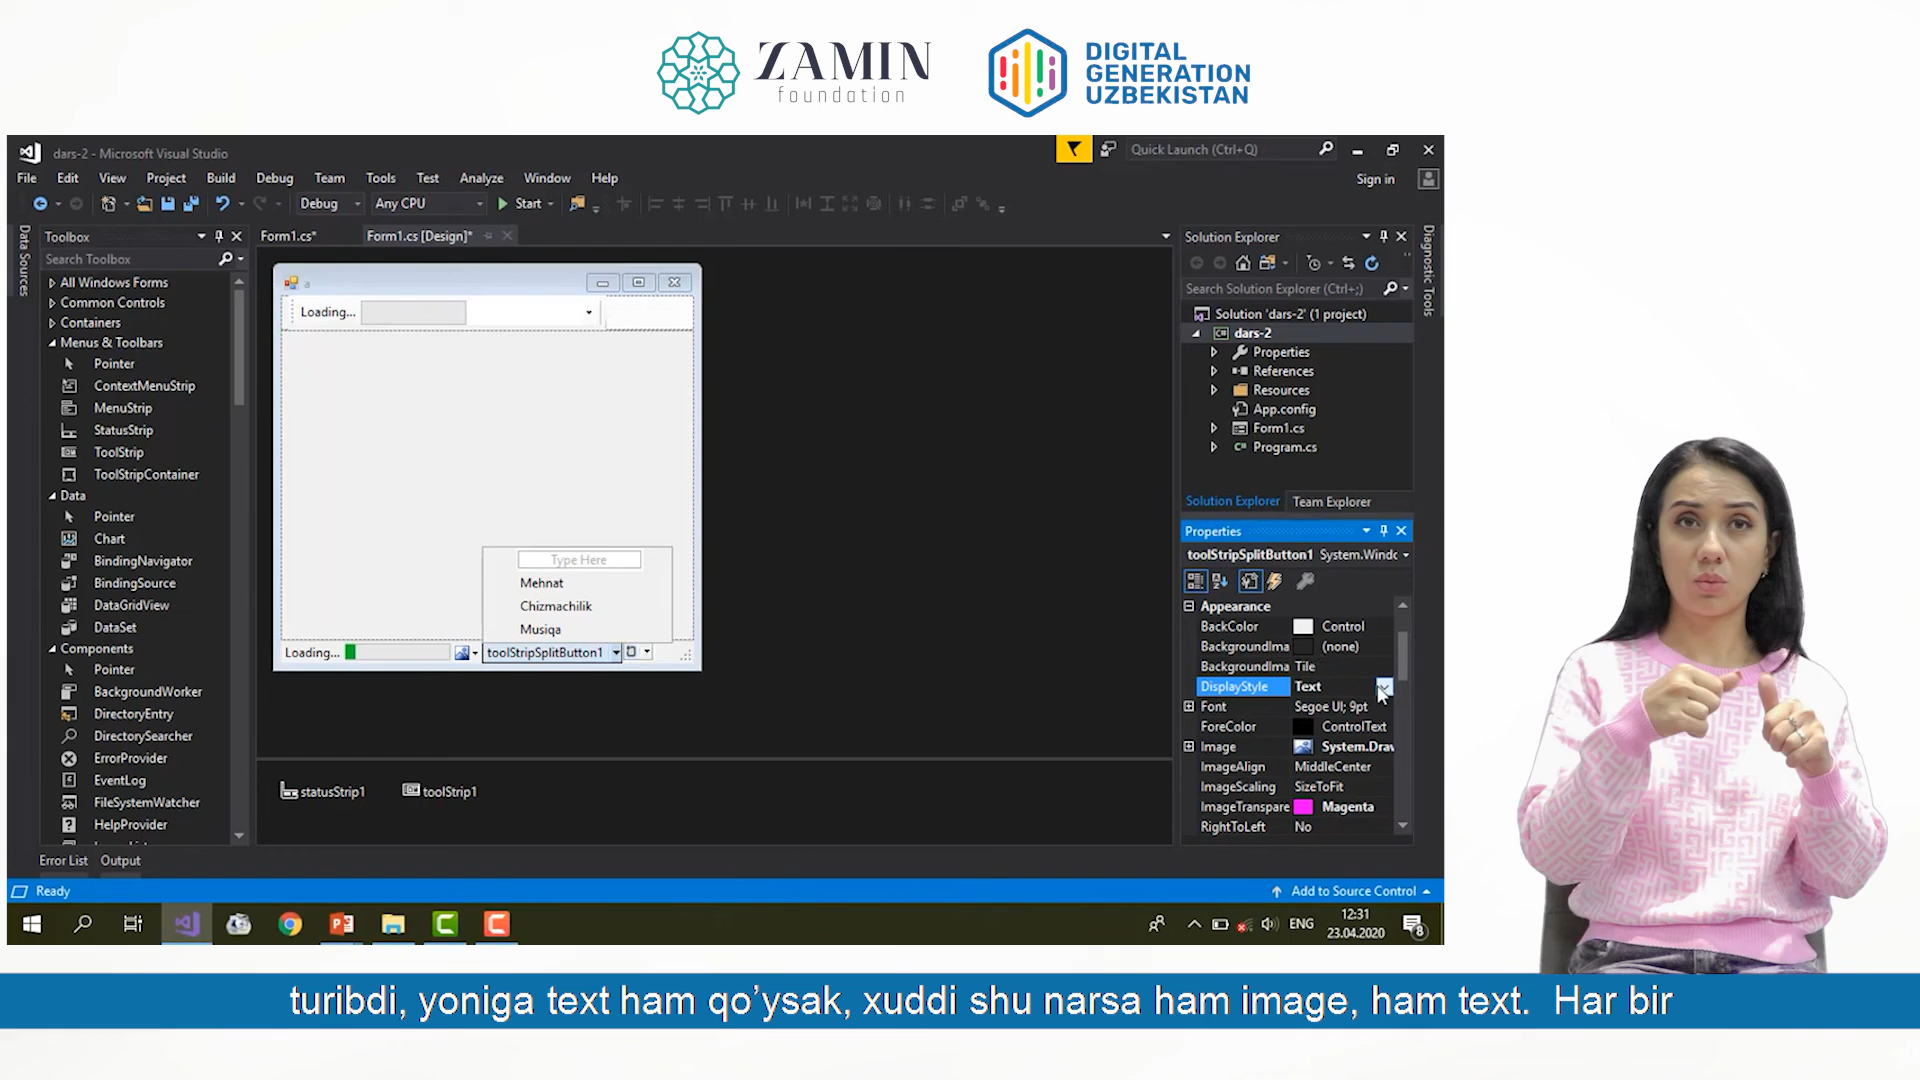 ZAMIN
foundation
DIGITAL
GENERATION
UZBEKISTAN
dars-2 - Microsoft Visual Studio
Quick Launch (Ctrl+Q)
File Edit View Project Build Debug Team Tools Test Analyze Window Help
Sign in
Debug Any CPU Start
Data Sources
Toolbox
Search Toolbox
All Windows Forms
Common Controls
Containers
Menus & Toolbars
Pointer
ContextMenuStrip
MenuStrip
StatusStrip
ToolStrip
ToolStripContainer
Data
Pointer
Chart
BindingNavigator
BindingSource
DataGridView
DataSet
Components
Pointer
BackgroundWorker
DirectoryEntry
DirectorySearcher
ErrorProvider
EventLog
FileSystemWatcher
HelpProvider
Form1.cs* Form1.cs [Design]*
a
Loading...
Type Here
Mehnat
Chizmachilik
Musiqa
Loading... toolStripSplitButton1
statusStrip1 toolStrip1
Solution Explorer
Search Solution Explorer (Ctrl+;)
Solution 'dars-2' (1 project)
dars-2
Properties
References
Resources
App.config
Form1.cs
Program.cs
Solution Explorer Team Explorer
Diagnostic Tools
Properties
toolStripSplitButton1 System.Windc
Appearance
BackColor Control
BackgroundIma (none)
BackgroundIma Tile
DisplayStyle Text
Font Segoe UI; 9pt
ForeColor ControlText
Image System.Drav
ImageAlign MiddleCenter
ImageScaling SizeToFit
ImageTranspare Magenta
RightToLeft No
Error List Output
Ready
Add to Source Control
ENG
12:31
23.04.2020
8
turibdi, yoniga text ham qo’ysak, xuddi shu narsa ham image, ham text. Har bir